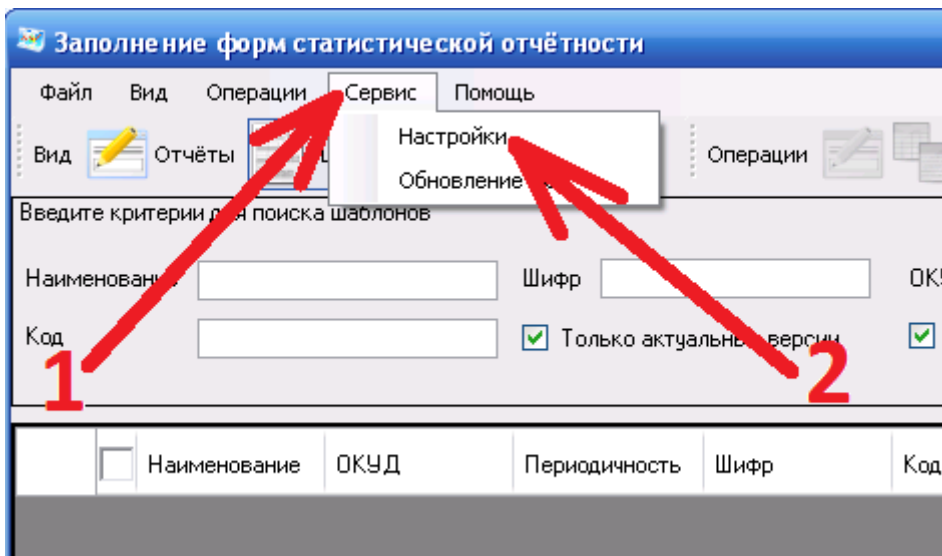 Заполнение форм статистической отчётности
Файл Вид Операции Сервис Помощь
Настройки
Вид Отчёты Операции
Обновление
Введите критерии для поиска шаблонов
Наименование Шифр
Код Только актуальные версии
1 2
Наименование ОКУД Периодичность Шифр Код